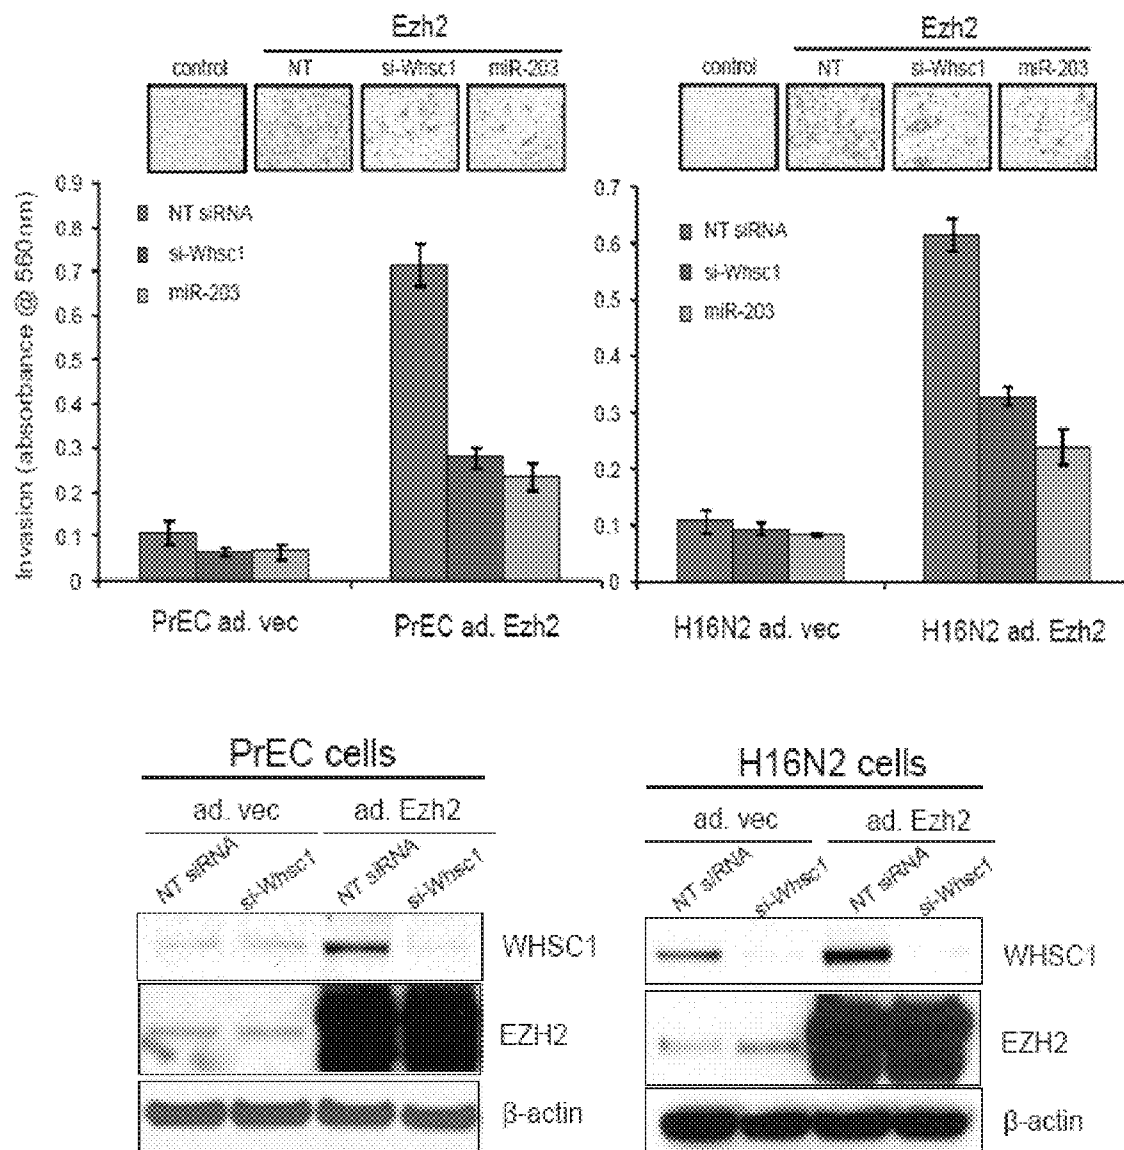 Ezh2
control NT si-Whsc1 miR-203
Ezh2
control NT si-Whsc1 miR-203
Invasion (absorbance @ 560nm)
0.9
0.8
0.7
0.6
0.5
0.4
0.3
0.2
0.1
0
NT siRNA
si-Whsc1
miR-203
PrEC ad. vec PrEC ad. Ezh2
0.7
0.6
0.5
0.4
0.3
0.2
0.1
0
NT siRNA
si-Whsc1
miR-203
H16N2 ad. vec H16N2 ad. Ezh2
PrEC cells
ad. vec ad. Ezh2
NT siRNA si-Whsc1 NT siRNA si-Whsc1
WHSC1
EZH2
β-actin
H16N2 cells
ad. vec ad. Ezh2
NT siRNA si-Whsc1 NT siRNA si-Whsc1
WHSC1
EZH2
β-actin